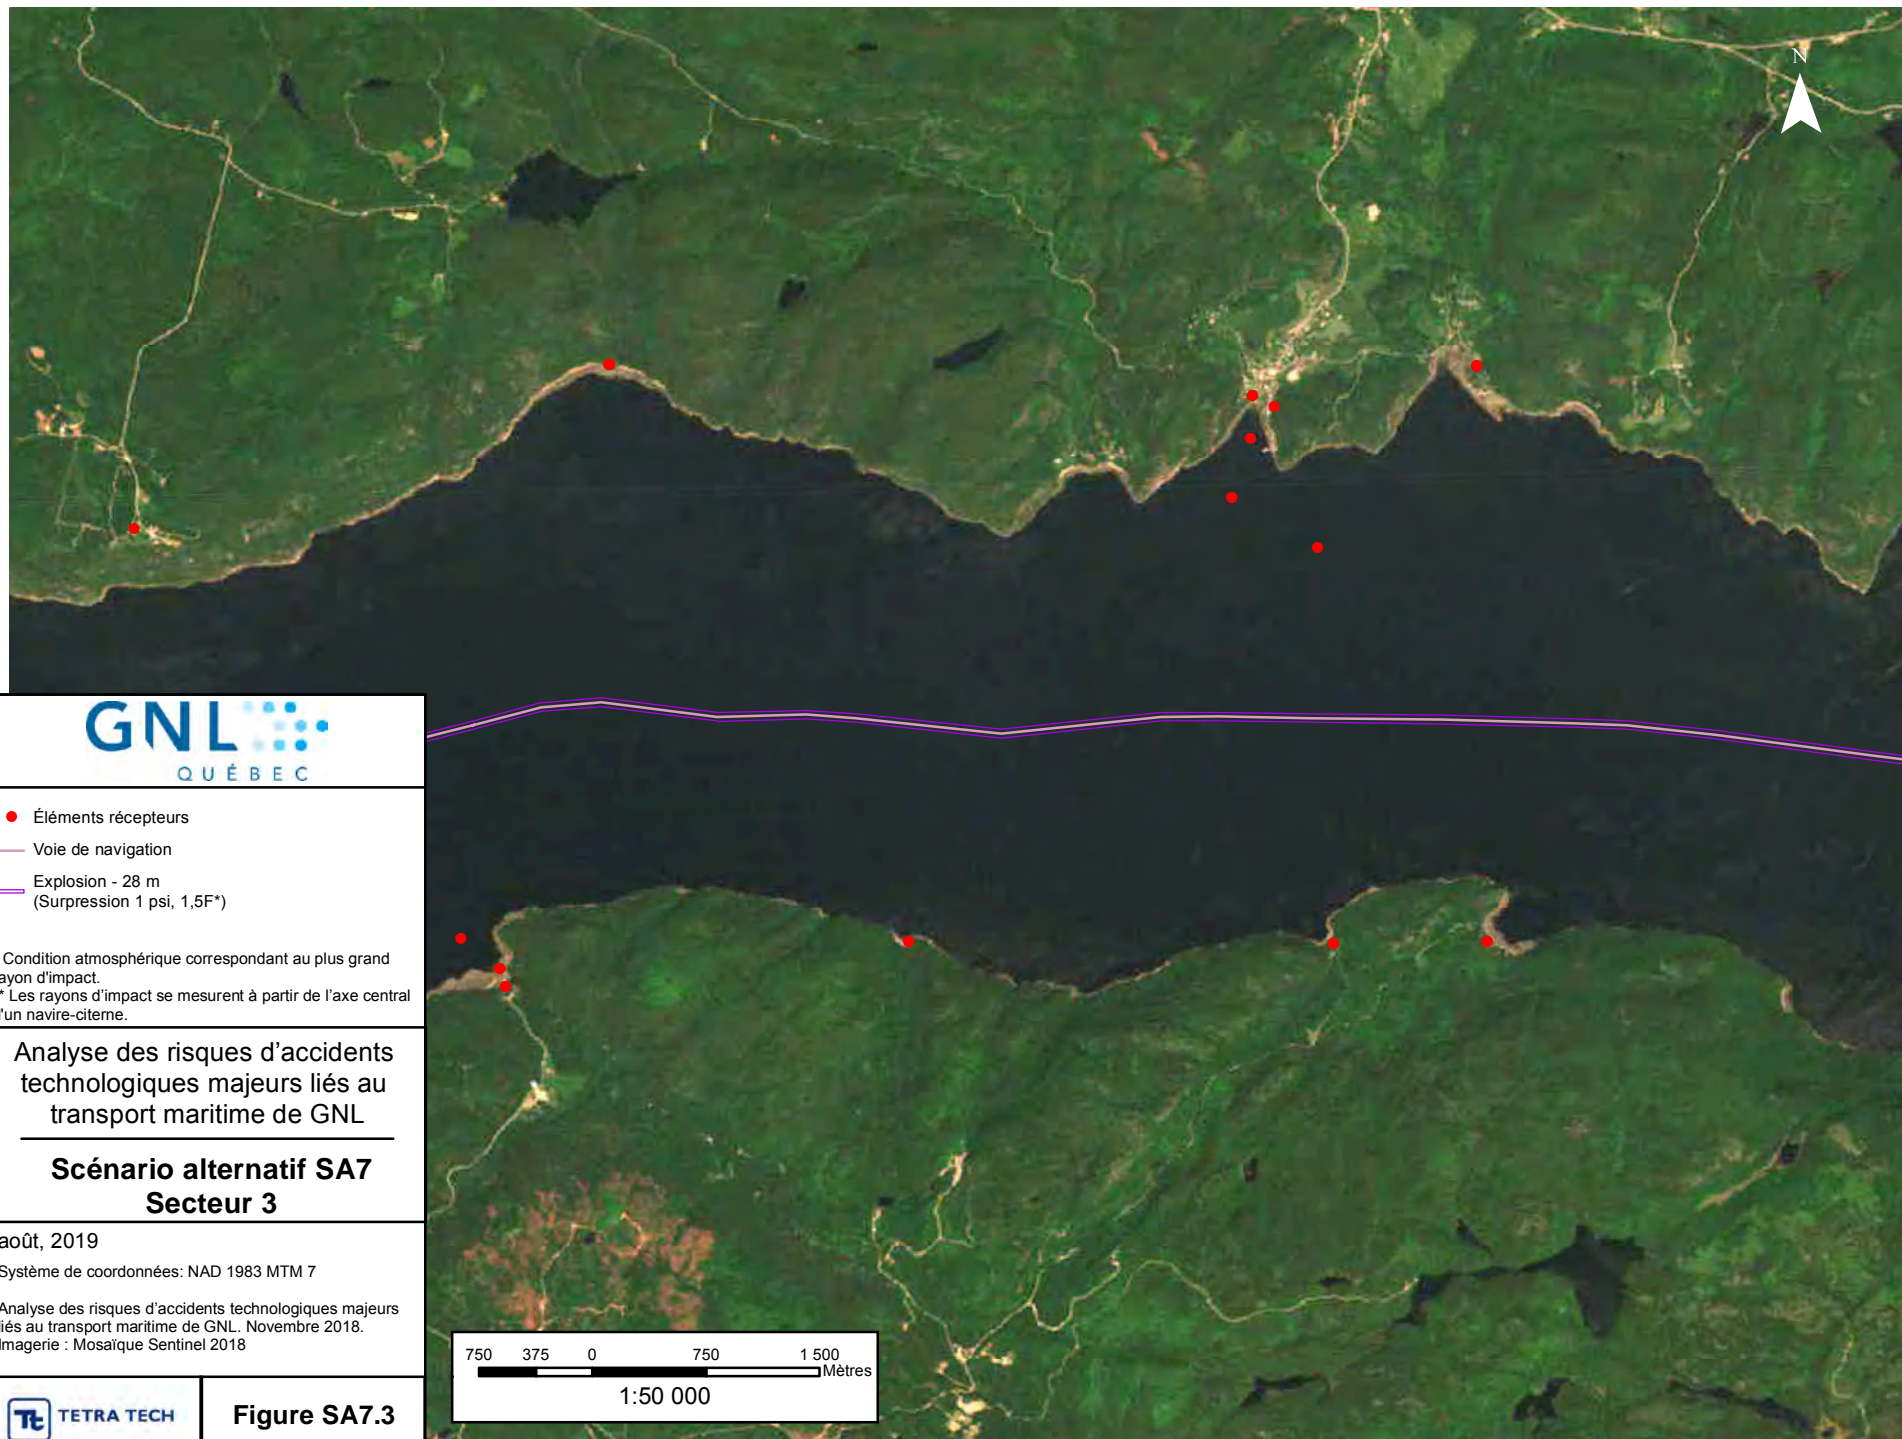 N
GNL
QUÉBEC
Éléments récepteurs
Voie de navigation
Explosion - 28 m
(Surpression 1 psi, 1,5F*)
Condition atmosphérique correspondant au plus grand
ayon d'impact.
* Les rayons d'impact se mesurent à partir de l'axe central
'un navire-citerne.
Analyse des risques d'accidents
technologiques majeurs liés au
transport maritime de GNL
Scénario alternatif SA7
Secteur 3
août, 2019
Système de coordonnées: NAD 1983 MTM 7
Analyse des risques d'accidents technologiques majeurs
liés au transport maritime de GNL. Novembre 2018.
Imagerie : Mosaïque Sentinel 2018
750 375 0 750 1 500
Mètres
1:50 000
Tt TETRA TECH
Figure SA7.3